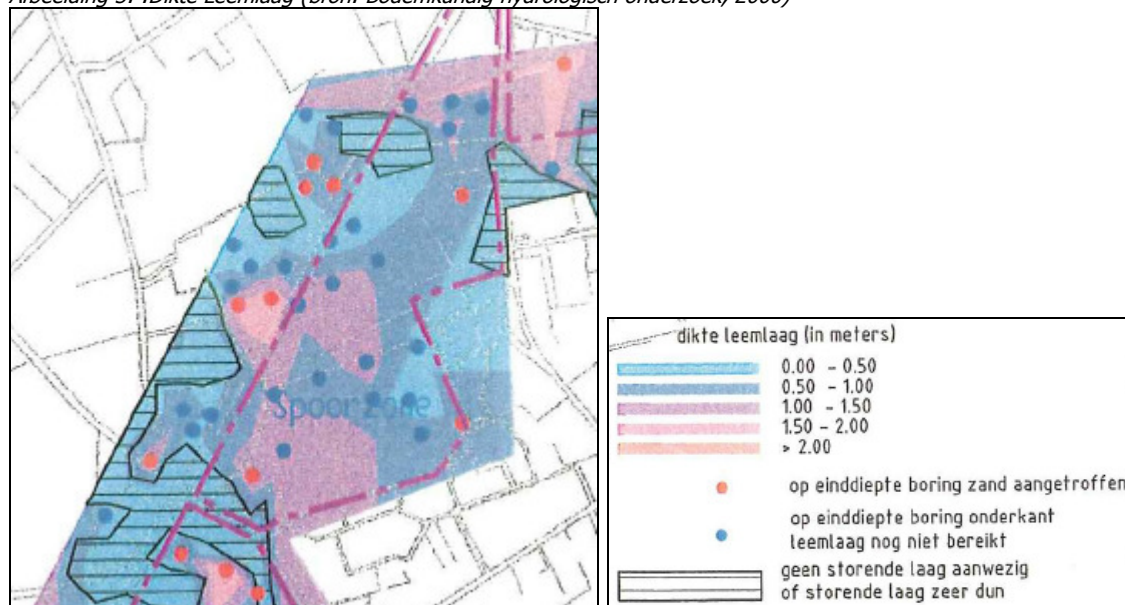 Afbeelding 5: .Dikte Leemlaag (bron: Bodemkundig hydrologisch onderzoek, 2000)
Spoorzone
dikte leemlaag (in meters)
0.00 - 0.50
0.50 - 1.00
1.00 - 1.50
1.50 - 2.00
> 2.00
op einddiepte boring zand aangetroffen
op einddiepte boring onderkant
leemlaag nog niet bereikt
geen storende laag aanwezig
of storende laag zeer dun